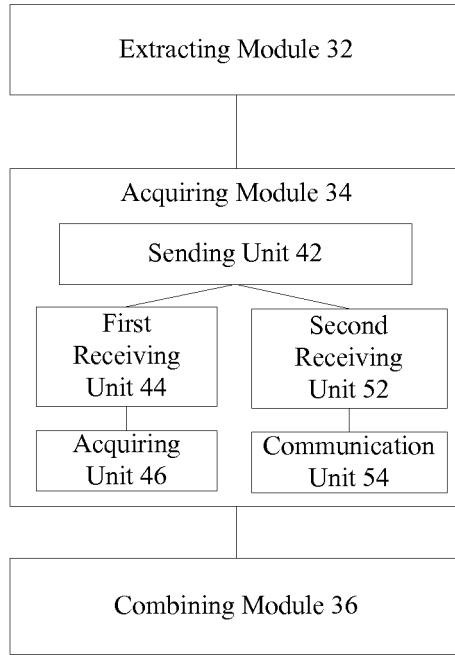 Extracting Module 32
Acquiring Module 34
Sending Unit 42
First
Receiving
Unit 44
Second
Receiving
Unit 52
Acquiring
Unit 46
Communication
Unit 54
Combining Module 36